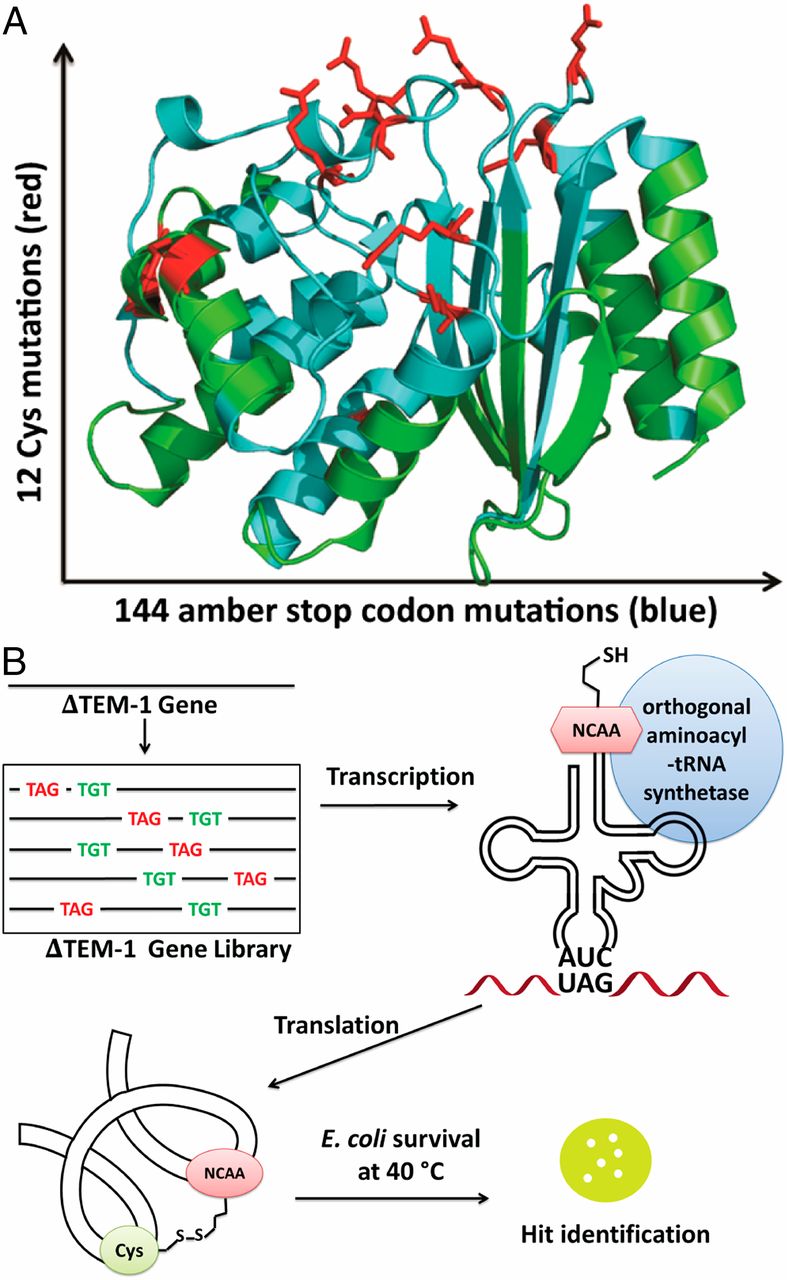 A
12 Cys mutations (red)
144 amber stop codon mutations (blue)
B
ΔTEM-1 Gene
TAG TGT
TAG TGT
TGT TAG
TGT TAG
TAG TGT
ΔTEM-1 Gene Library
Transcription
SH
NCAA
orthogonal
aminoacyl
-tRNA
synthetase
AUC
UAG
Translation
NCAA
S–S
Cys
E. coli survival
at 40 °C
Hit identification